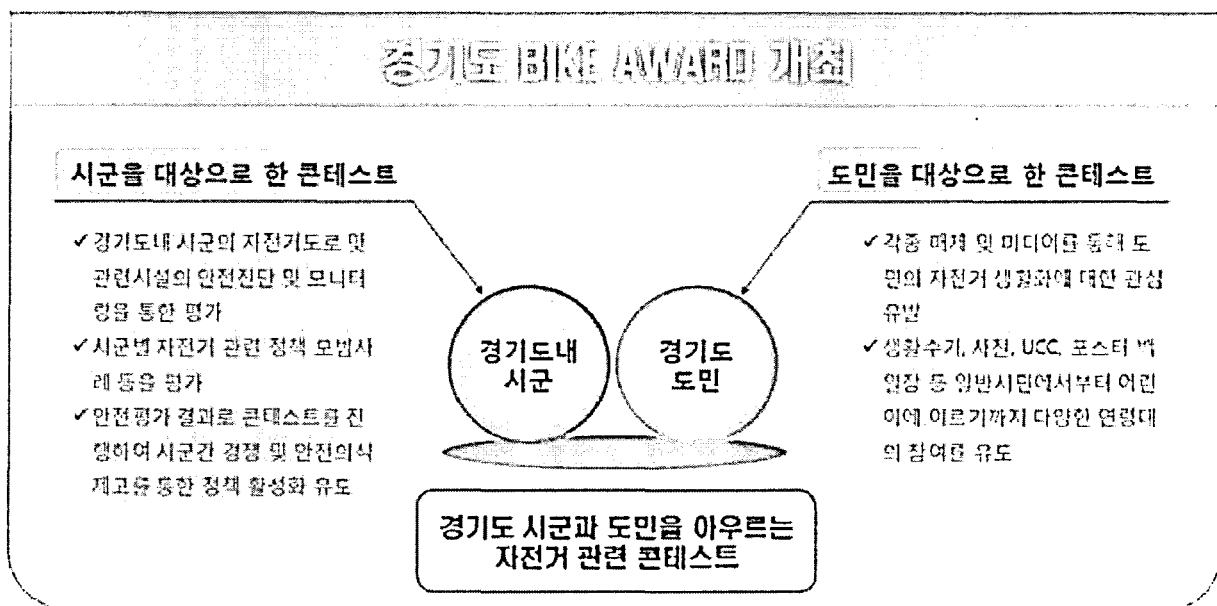 경기도 BIKE AWARD 개최
시군을 대상으로 한 콘테스트
✓ 경기도내 시군의 자전거도로 및
관련시설의 안전진단 및 모니터
링을 통한 평가
✓ 시군별 자전거 관련 정책 모범사
례 등을 평가
✓ 안전평가 결과로 콘테스트를 진
행하여 시군간 경쟁 및 안전의식
제고를 통한 정책 활성화 유도
경기도내
시군
경기도
도민
도민을 대상으로 한 콘테스트
✓ 각종 매체 및 미디어를 통해 도
민의 자전거 생활화에 대한 관심
유발
✓ 생활수기, 사진, UCC, 포스터 백
일장 등 일반시민에서부터 어린
이에 이르기까지 다양한 연령대
의 참여를 유도
경기도 시군과 도민을 아우르는
자전거 관련 콘테스트